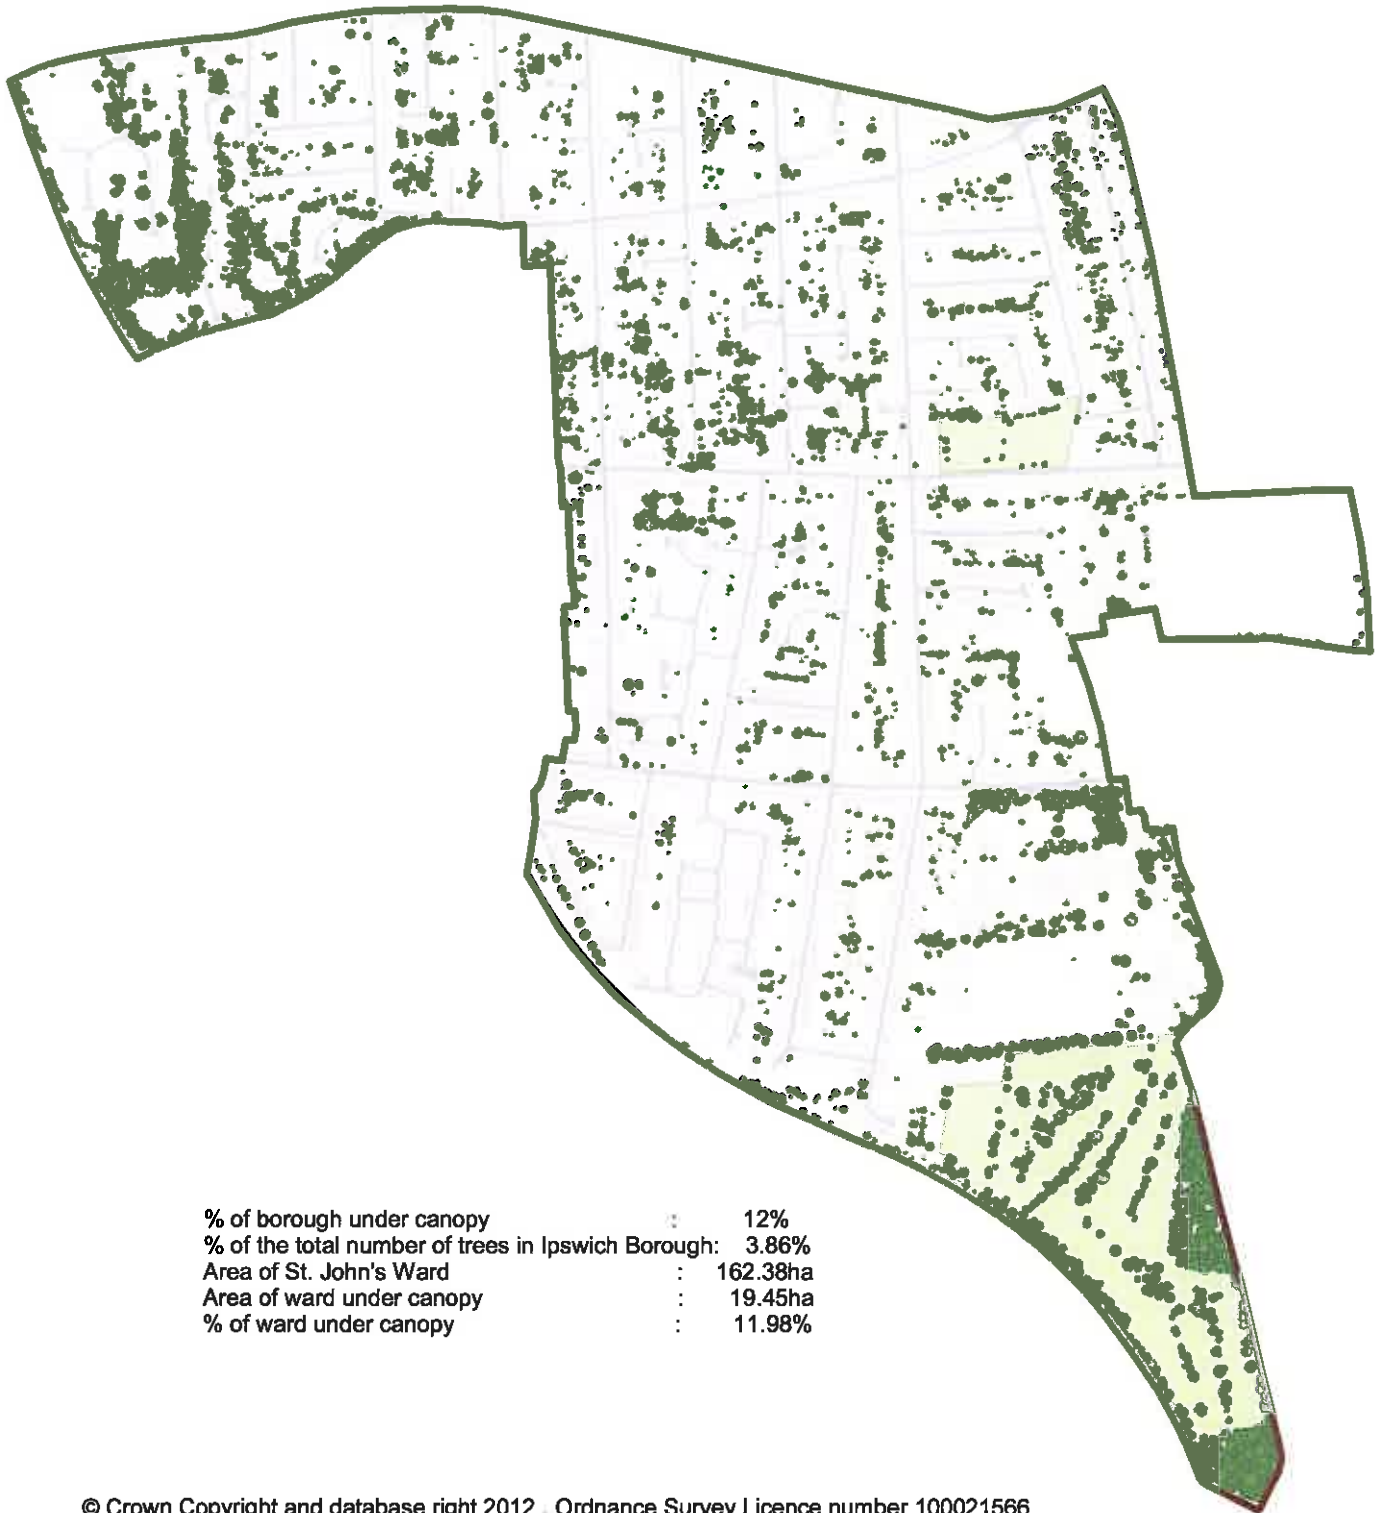 % of borough under canopy : 12%
% of the total number of trees in Ipswich Borough: 3.86%
Area of St. John's Ward : 162.38ha
Area of ward under canopy : 19.45ha
% of ward under canopy : 11.98%
© Crown Copyright and database right 2012 . Ordnance Survey Licence number 100021566